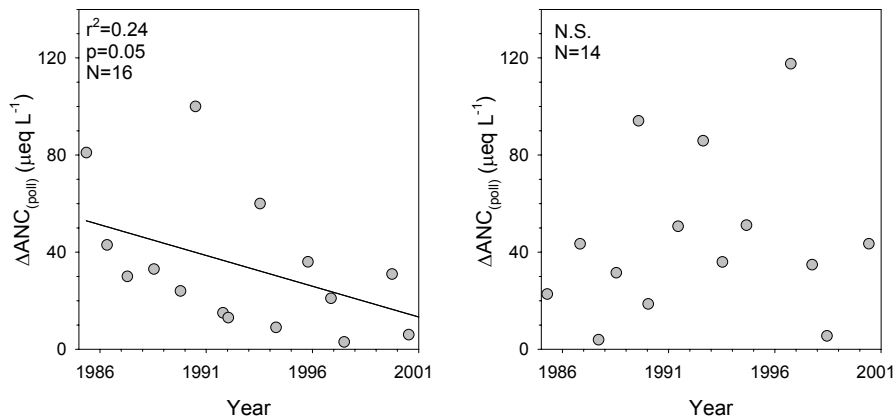 r²=0.24
p=0.05
N=16
120
80
40
0
ΔANC(poll) (μeq L⁻¹)
1986 1991 1996 2001
Year
N.S.
N=14
120
80
40
0
ΔANC(poll) (μeq L⁻¹)
1986 1991 1996 2001
Year